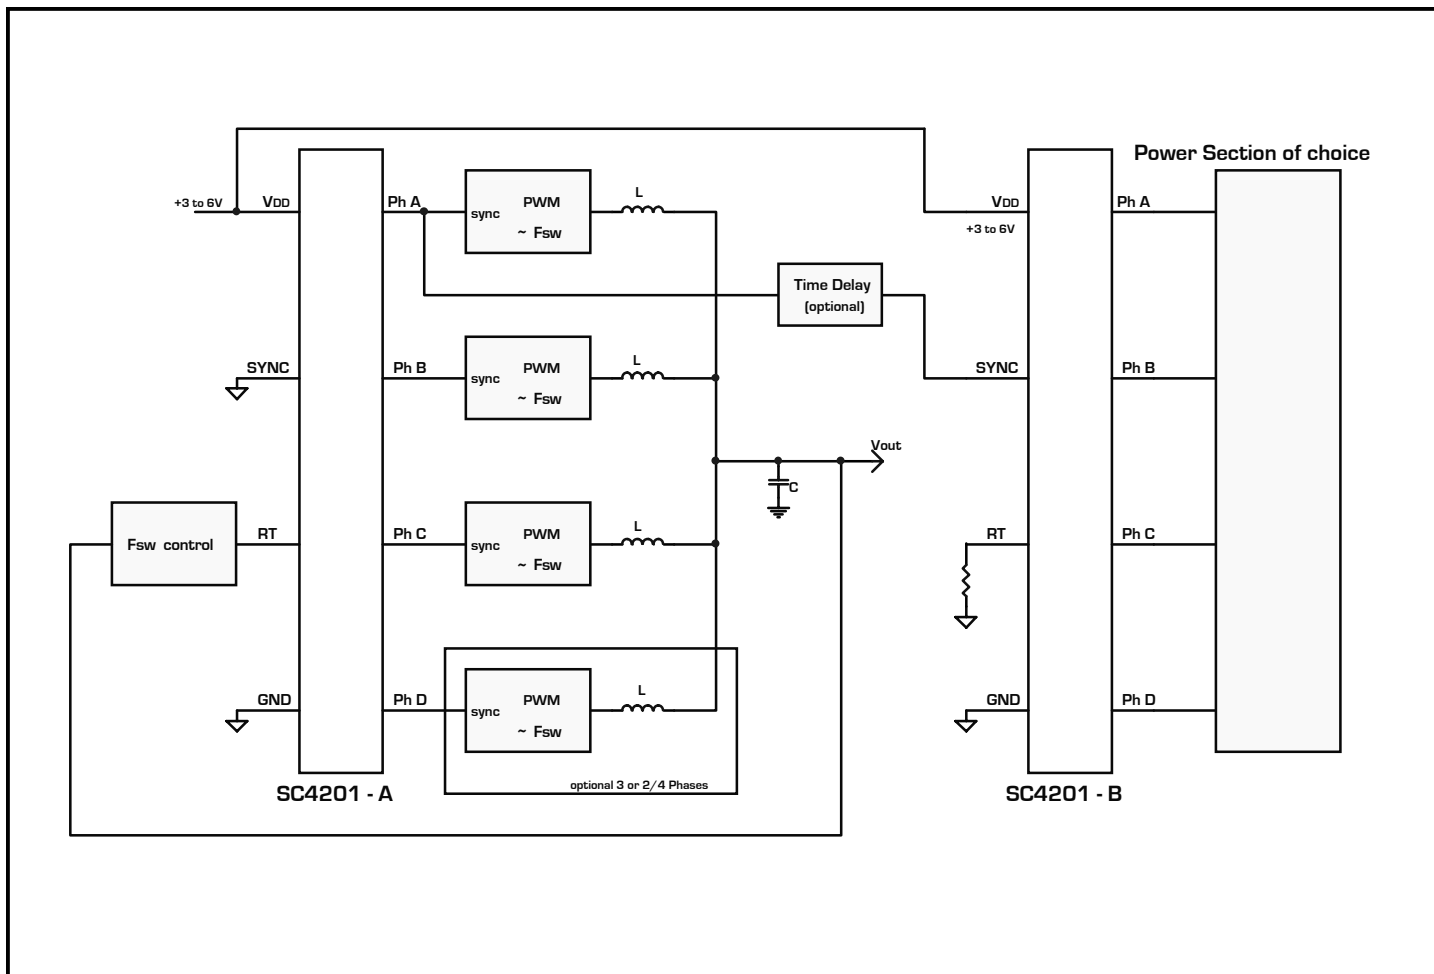 Power Section of choice
+3 to 6V
VDD
Ph A
sync
PWM
~ Fsw
L
VDD
+3 to 6V
Ph A
Time Delay
(optional)
SYNC
Ph B
sync
PWM
~ Fsw
L
SYNC
Ph B
Vout
C
Fsw control
RT
Ph C
sync
PWM
~ Fsw
L
RT
Ph C
GND
Ph D
sync
PWM
~ Fsw
L
optional 3 or 2/4 Phases
GND
Ph D
SC4201 - A
SC4201 - B